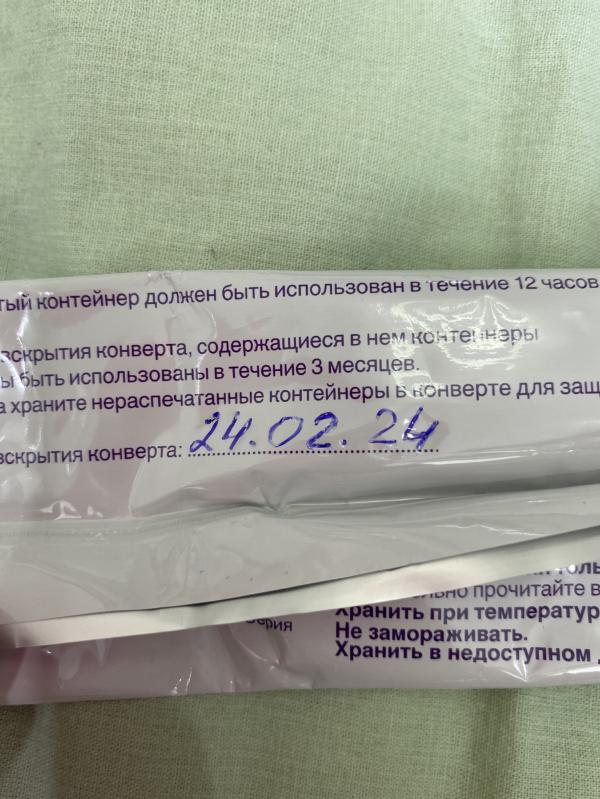 тый контейнер должен быть использован в течение 12 часов
вскрытия конверта, содержащиеся в нем контейнеры
ы быть использованы в течение 3 месяцев.
а храните нераспечатанные контейнеры в конверте для защ
вскрытия конверта: 24.02.24
прочитайте в
Серия
Хранить при температур
Не замораживать.
Хранить в недоступном